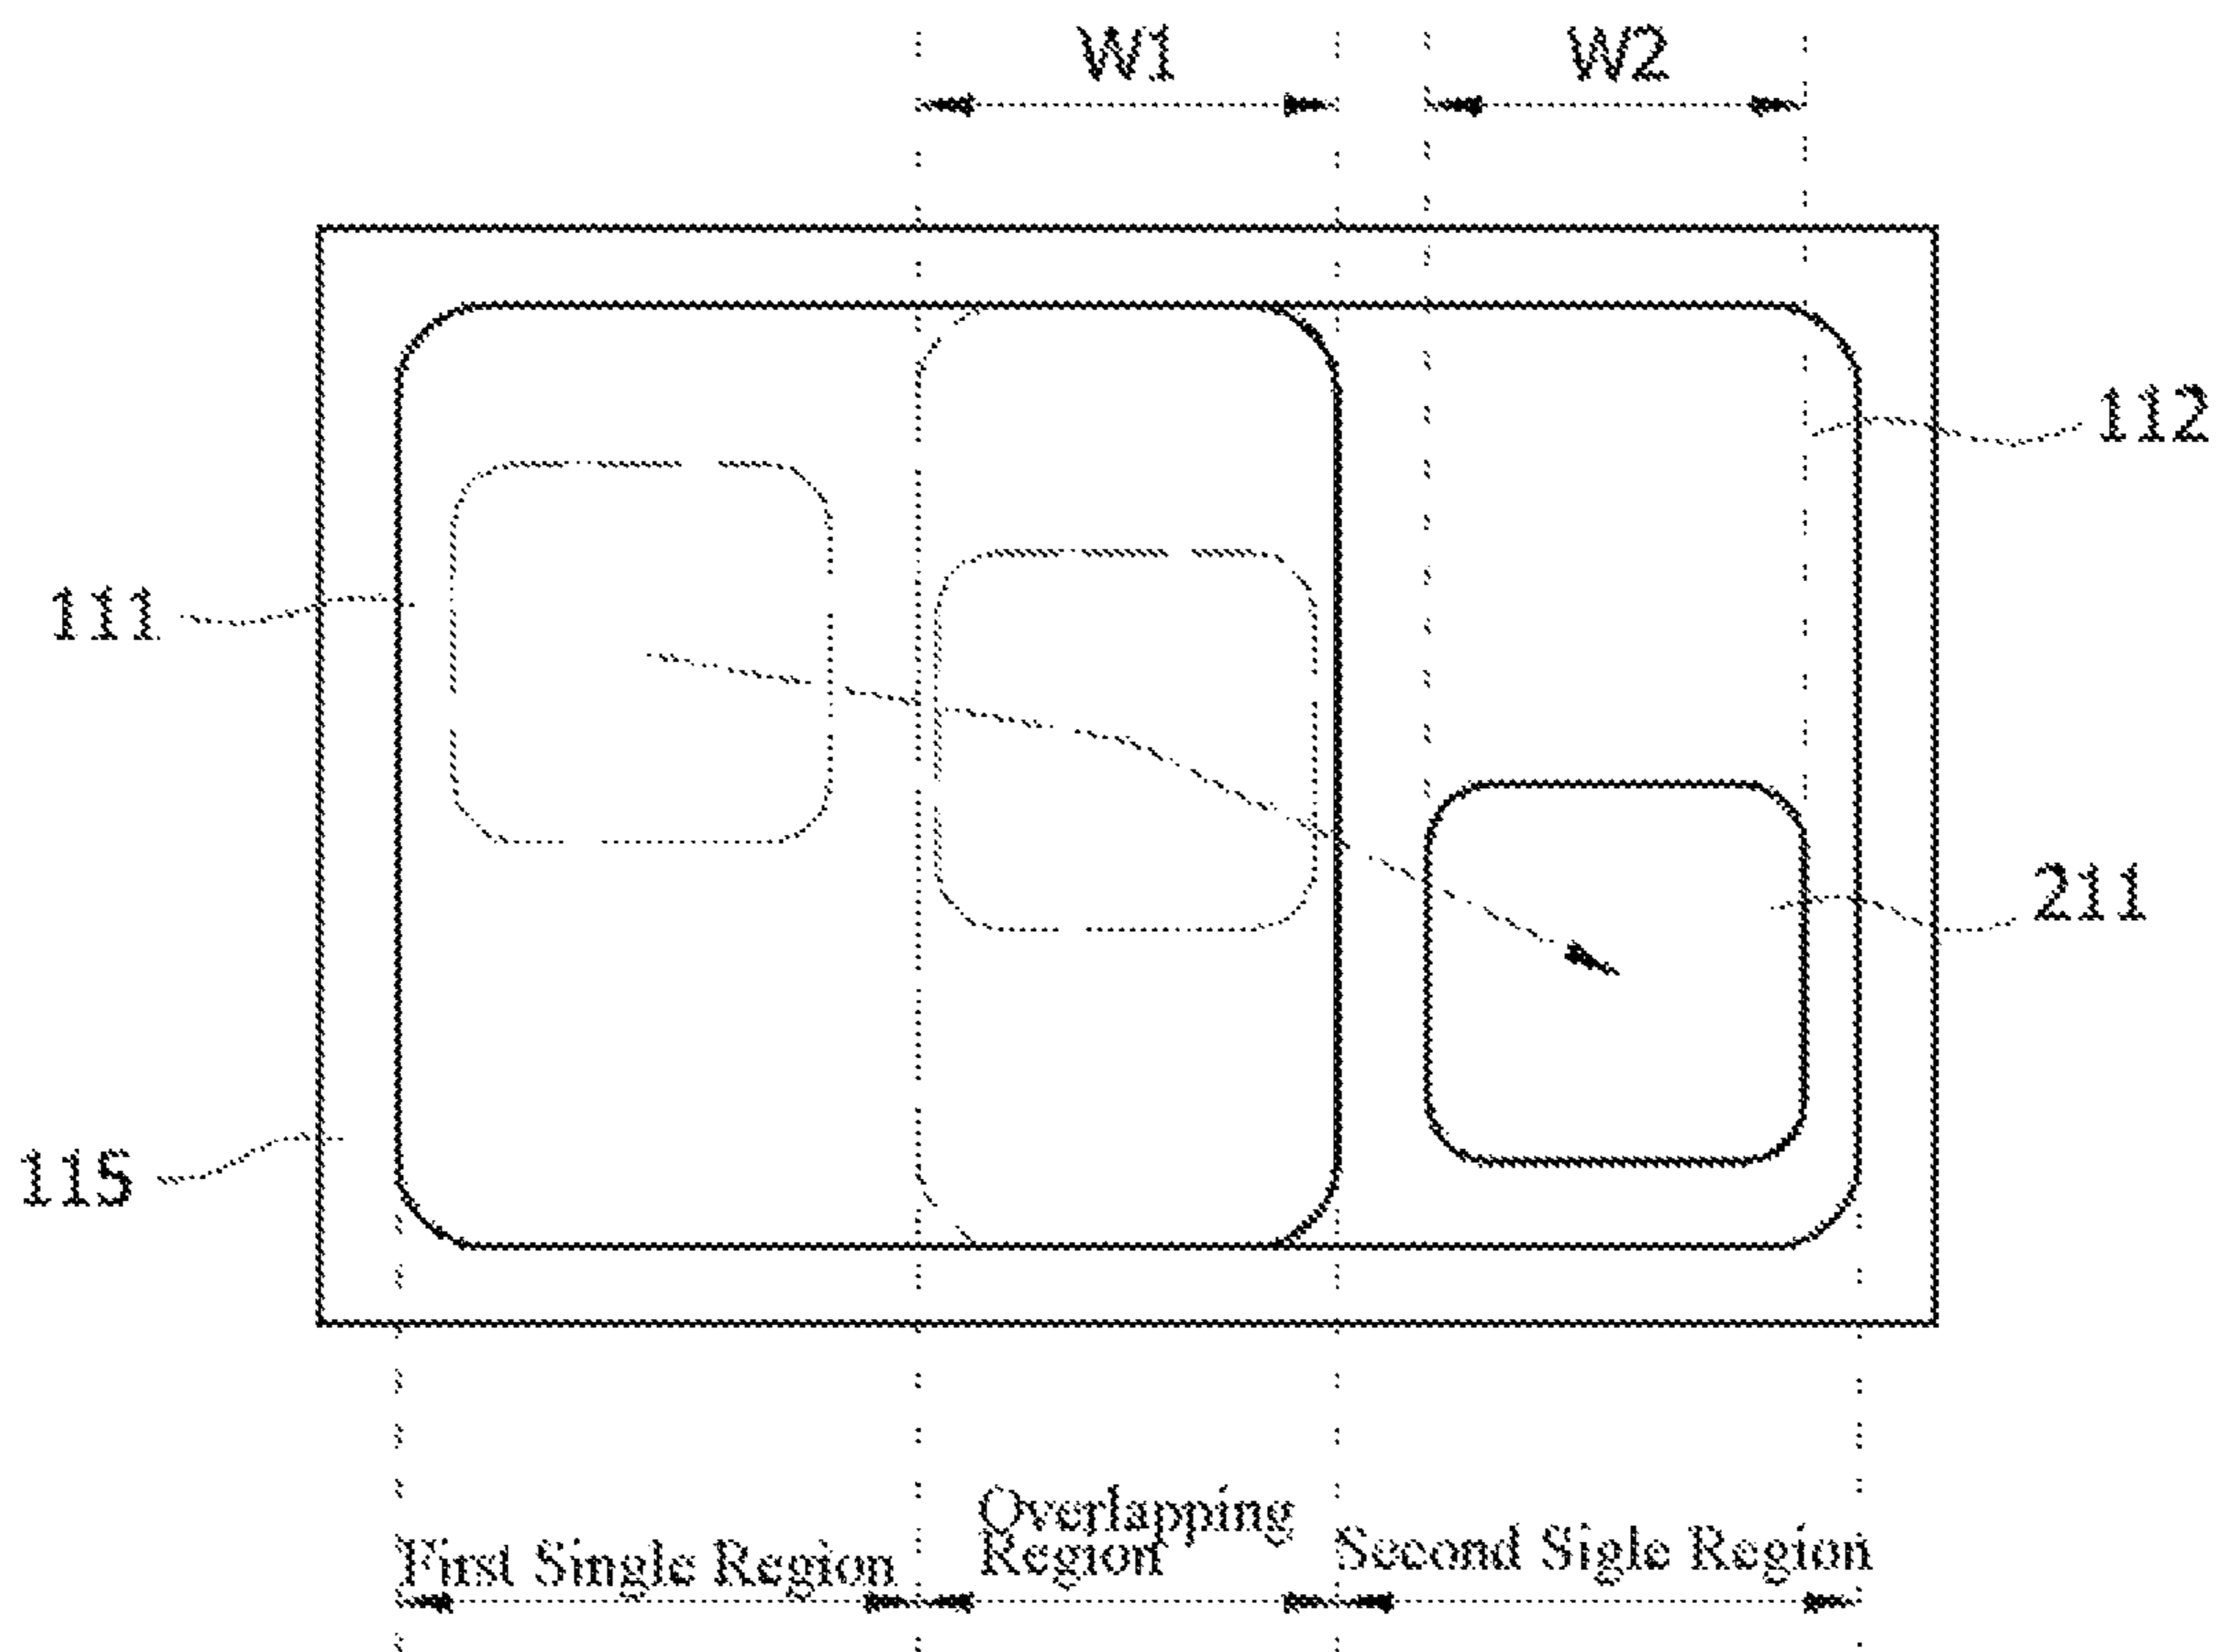 W1
W2
112
111
211
115
Overlapping
Region
First Single Region
Second Sigle Region